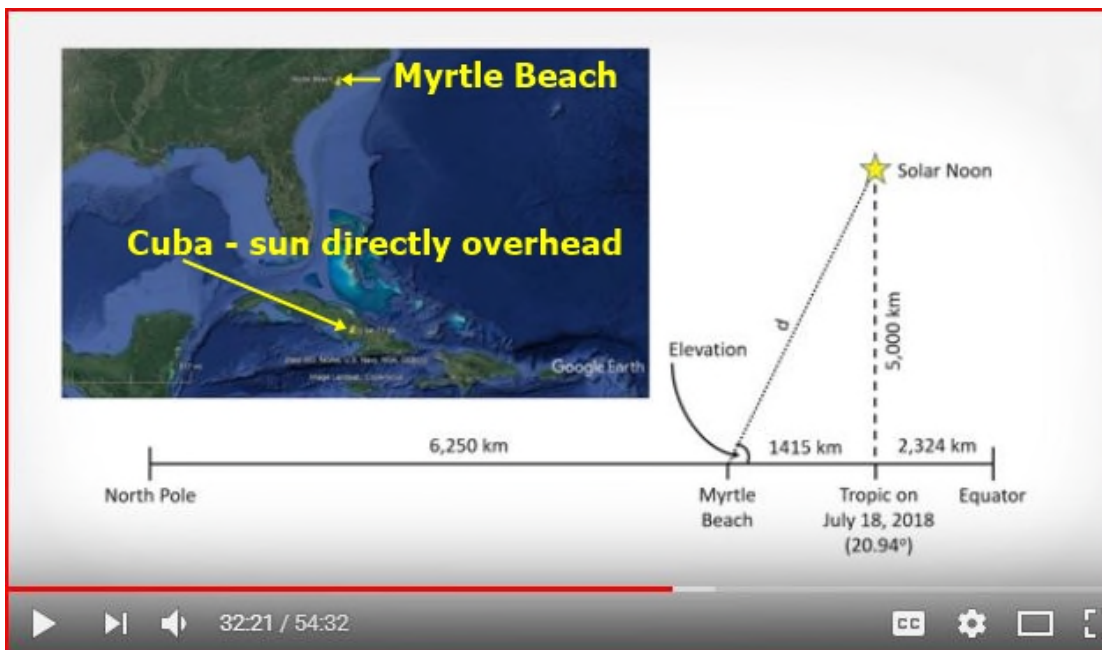 Myrtle Beach
Cuba - sun directly overhead
Google Earth
Solar Noon
5,000 km
d
Elevation
6,250 km
1415 km
2,324 km
North Pole
Myrtle
Beach
Tropic on
July 18, 2018
(20.94º)
Equator
32:21 / 54:32
CC